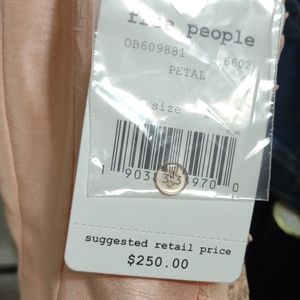 free people
OB609881 6602
PETAL
size
suggested retail price
$250.00